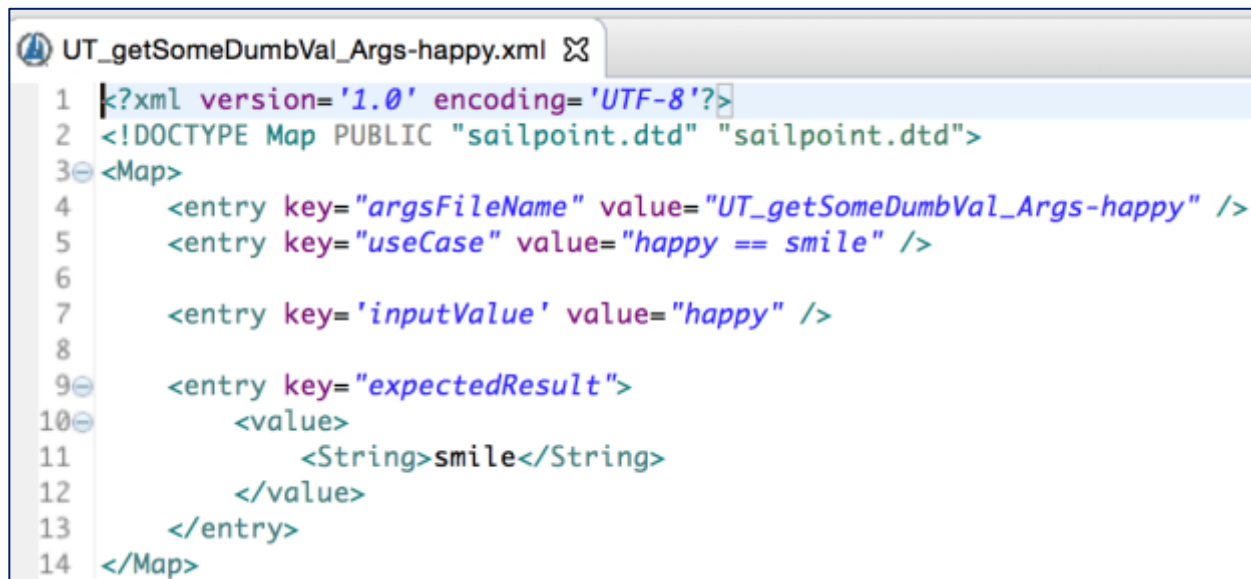 UT_getSomeDumbVal_Args-happy.xml
1 <?xml version='1.0' encoding='UTF-8'?>
2 <!DOCTYPE Map PUBLIC "sailpoint.dtd" "sailpoint.dtd">
3 <Map>
4     <entry key="argsFileName" value="UT_getSomeDumbVal_Args-happy" />
5     <entry key="useCase" value="happy == smile" />
6
7     <entry key='inputValue' value="happy" />
8
9     <entry key="expectedResult">
10         <value>
11             <String>smile</String>
12         </value>
13     </entry>
14 </Map>